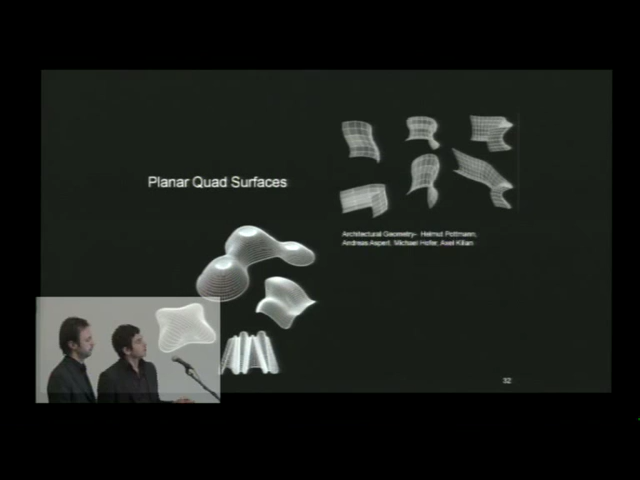 Planar Quad Surfaces
Architectural Geometry- Helmut Pottmann,
Andreas Asperl, Michael Hofer, Axel Kilian
32